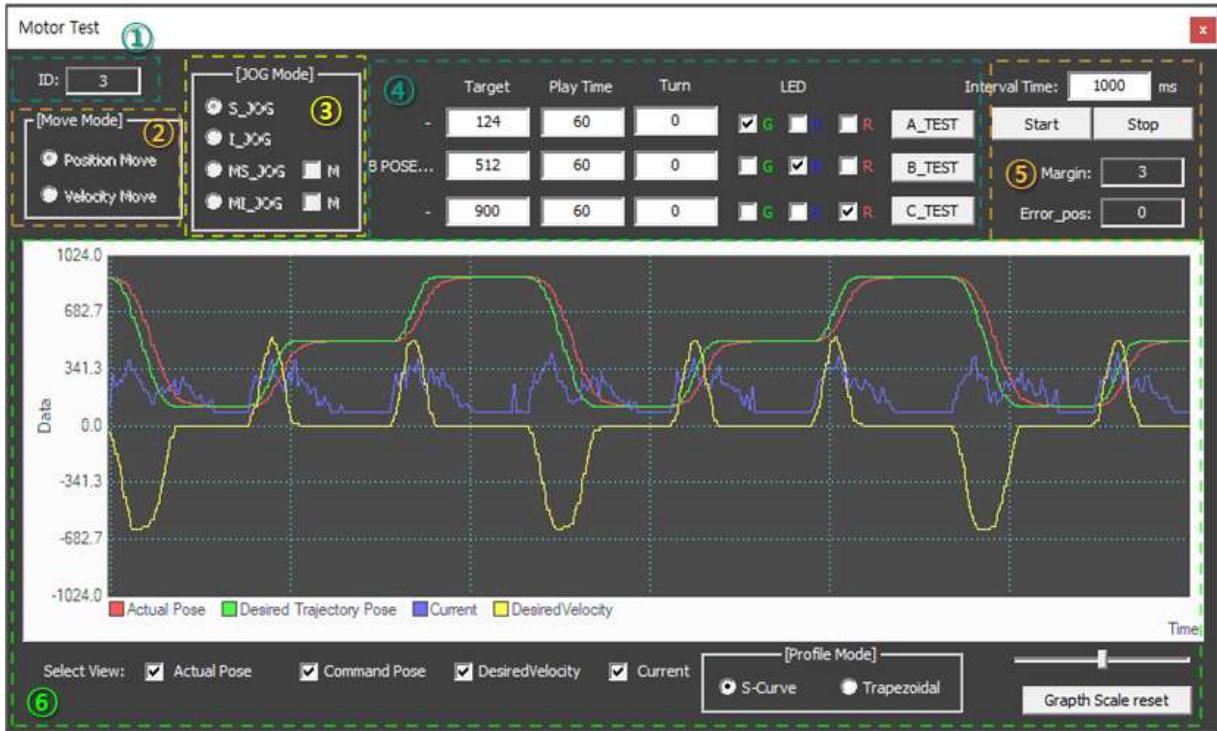 Motor Test
x
①
ID: 3
[Move Mode] ②
Position Move
Velocity Move
[JOG Mode]
③
S_JOG
I_JOG
MS_JOG M
MI_JOG M
④ Target Play Time Turn LED
- 124 60 0 G B R A_TEST
B POSE... 512 60 0 G B R B_TEST
- 900 60 0 G B R C_TEST
Interval Time: 1000 ms
Start Stop
⑤ Margin: 3
Error_pos: 0
1024.0
682.7
341.3
0.0
-341.3
-682.7
-1024.0
Data
Actual Pose Desired Trajectory Pose Current DesiredVelocity
Time
Select View: Actual Pose Command Pose DesiredVelocity Current
[Profile Mode]
S-Curve Trapezoidal
Grapth Scale reset
⑥